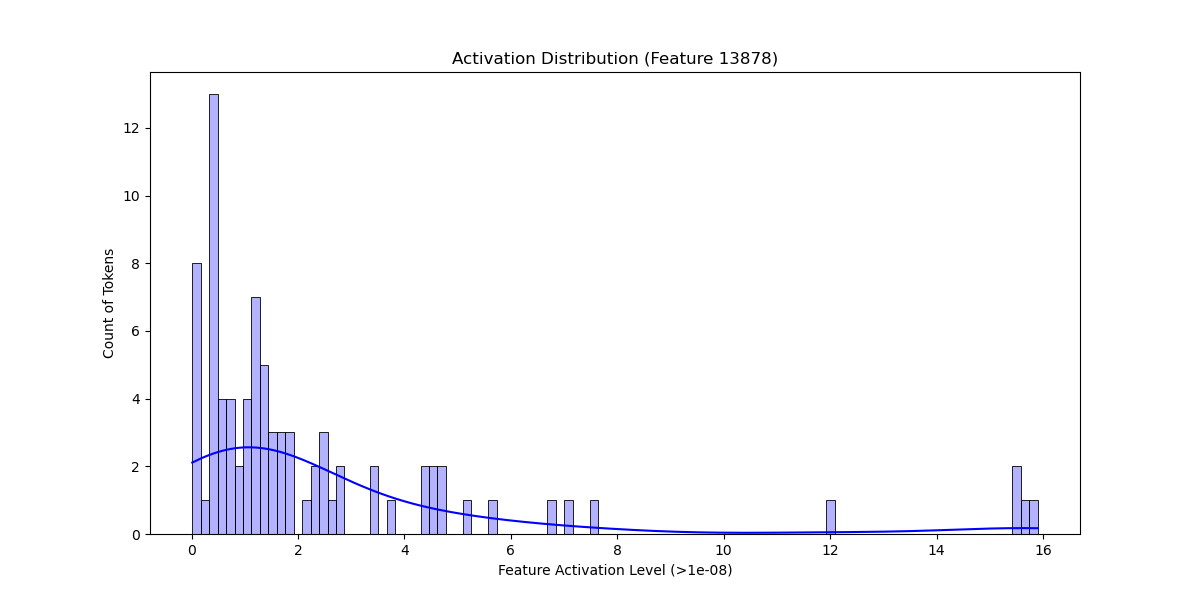 Activation Distribution (Feature 13878)
Count of Tokens
12
10
8
6
4
2
0
0 2 4 6 8 10 12 14 16
Feature Activation Level (>1e-08)